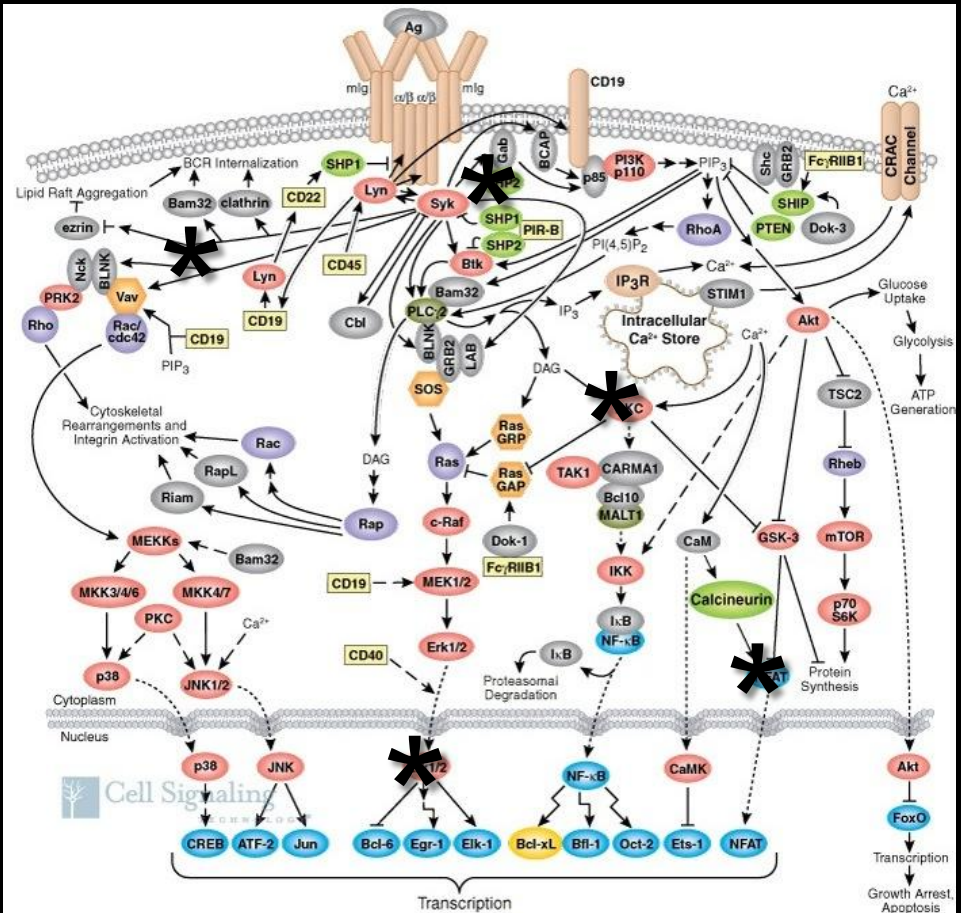 Ag
mIg
α/β α/β
mIg
CD19
Ca²⁺
CRAC
Channel
BCR Internalization
SHP1
Gab
BCAP
p85
PI3K
p110
PIP₃
Shc
GRB2
FcγRIIB1
Lipid Raft Aggregation
Bam32
clathrin
CD22
Lyn
Syk
SHP1
PIR-B
SHP2
SHIP
PTEN
Dok-3
ezrin
CD45
Lyn
CD19
Btk
Bam32
RhoA
PI(4,5)P₂
Ca²⁺
IP₃R
STIM1
Nck
BLNK
PRK2
Vav
Rho
Rac/
cdc42
CD19
PIP₃
Cbl
PLCγ2
BLNK
GRB2
LAB
IP₃
Intracellular
Ca²⁺ Store
Ca²⁺
Akt
Glucose
Uptake
Glycolysis
ATP
Generation
SOS
DAG
TSC2
Cytoskeletal
Rearrangements and
Integrin Activation
Rac
RapL
Riam
DAG
Rap
Ras
Ras
GRP
Ras
GAP
TAK1
CARMA1
Bcl10
MALT1
Rheb
c-Raf
Dok-1
FcγRIIB1
CaM
GSK-3
mTOR
MEKKs
Bam32
MKK3/4/6
MKK4/7
CD19
MEK1/2
IKK
Calcineurin
p70
S6K
PKC
Ca²⁺
IκB
NF-κB
IκB
Proteasomal
Degradation
Erk1/2
CD40
p38
JNK1/2
Protein
Synthesis
Cytoplasm
Nucleus
p38
JNK
NF-κB
CaMK
Akt
Cell Signaling
TECHNOLOGY®
CREB
ATF-2
Jun
Bcl-6
Egr-1
Elk-1
Bcl-xL
Bfl-1
Oct-2
Ets-1
NFAT
FoxO
Transcription
Growth Arrest,
Apoptosis
Transcription